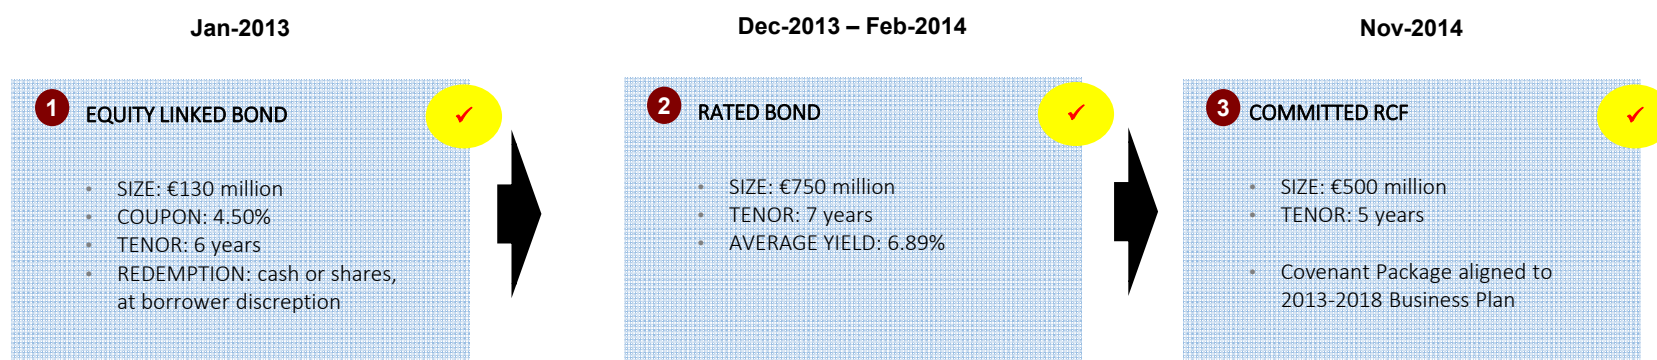 Jan-2013
1 EQUITY LINKED BOND ✓
• SIZE: €130 million
• COUPON: 4.50%
• TENOR: 6 years
• REDEMPTION: cash or shares,
at borrower discreption
Dec-2013 – Feb-2014
2 RATED BOND ✓
• SIZE: €750 million
• TENOR: 7 years
• AVERAGE YIELD: 6.89%
Nov-2014
3 COMMITTED RCF ✓
• SIZE: €500 million
• TENOR: 5 years
• Covenant Package aligned to
2013-2018 Business Plan